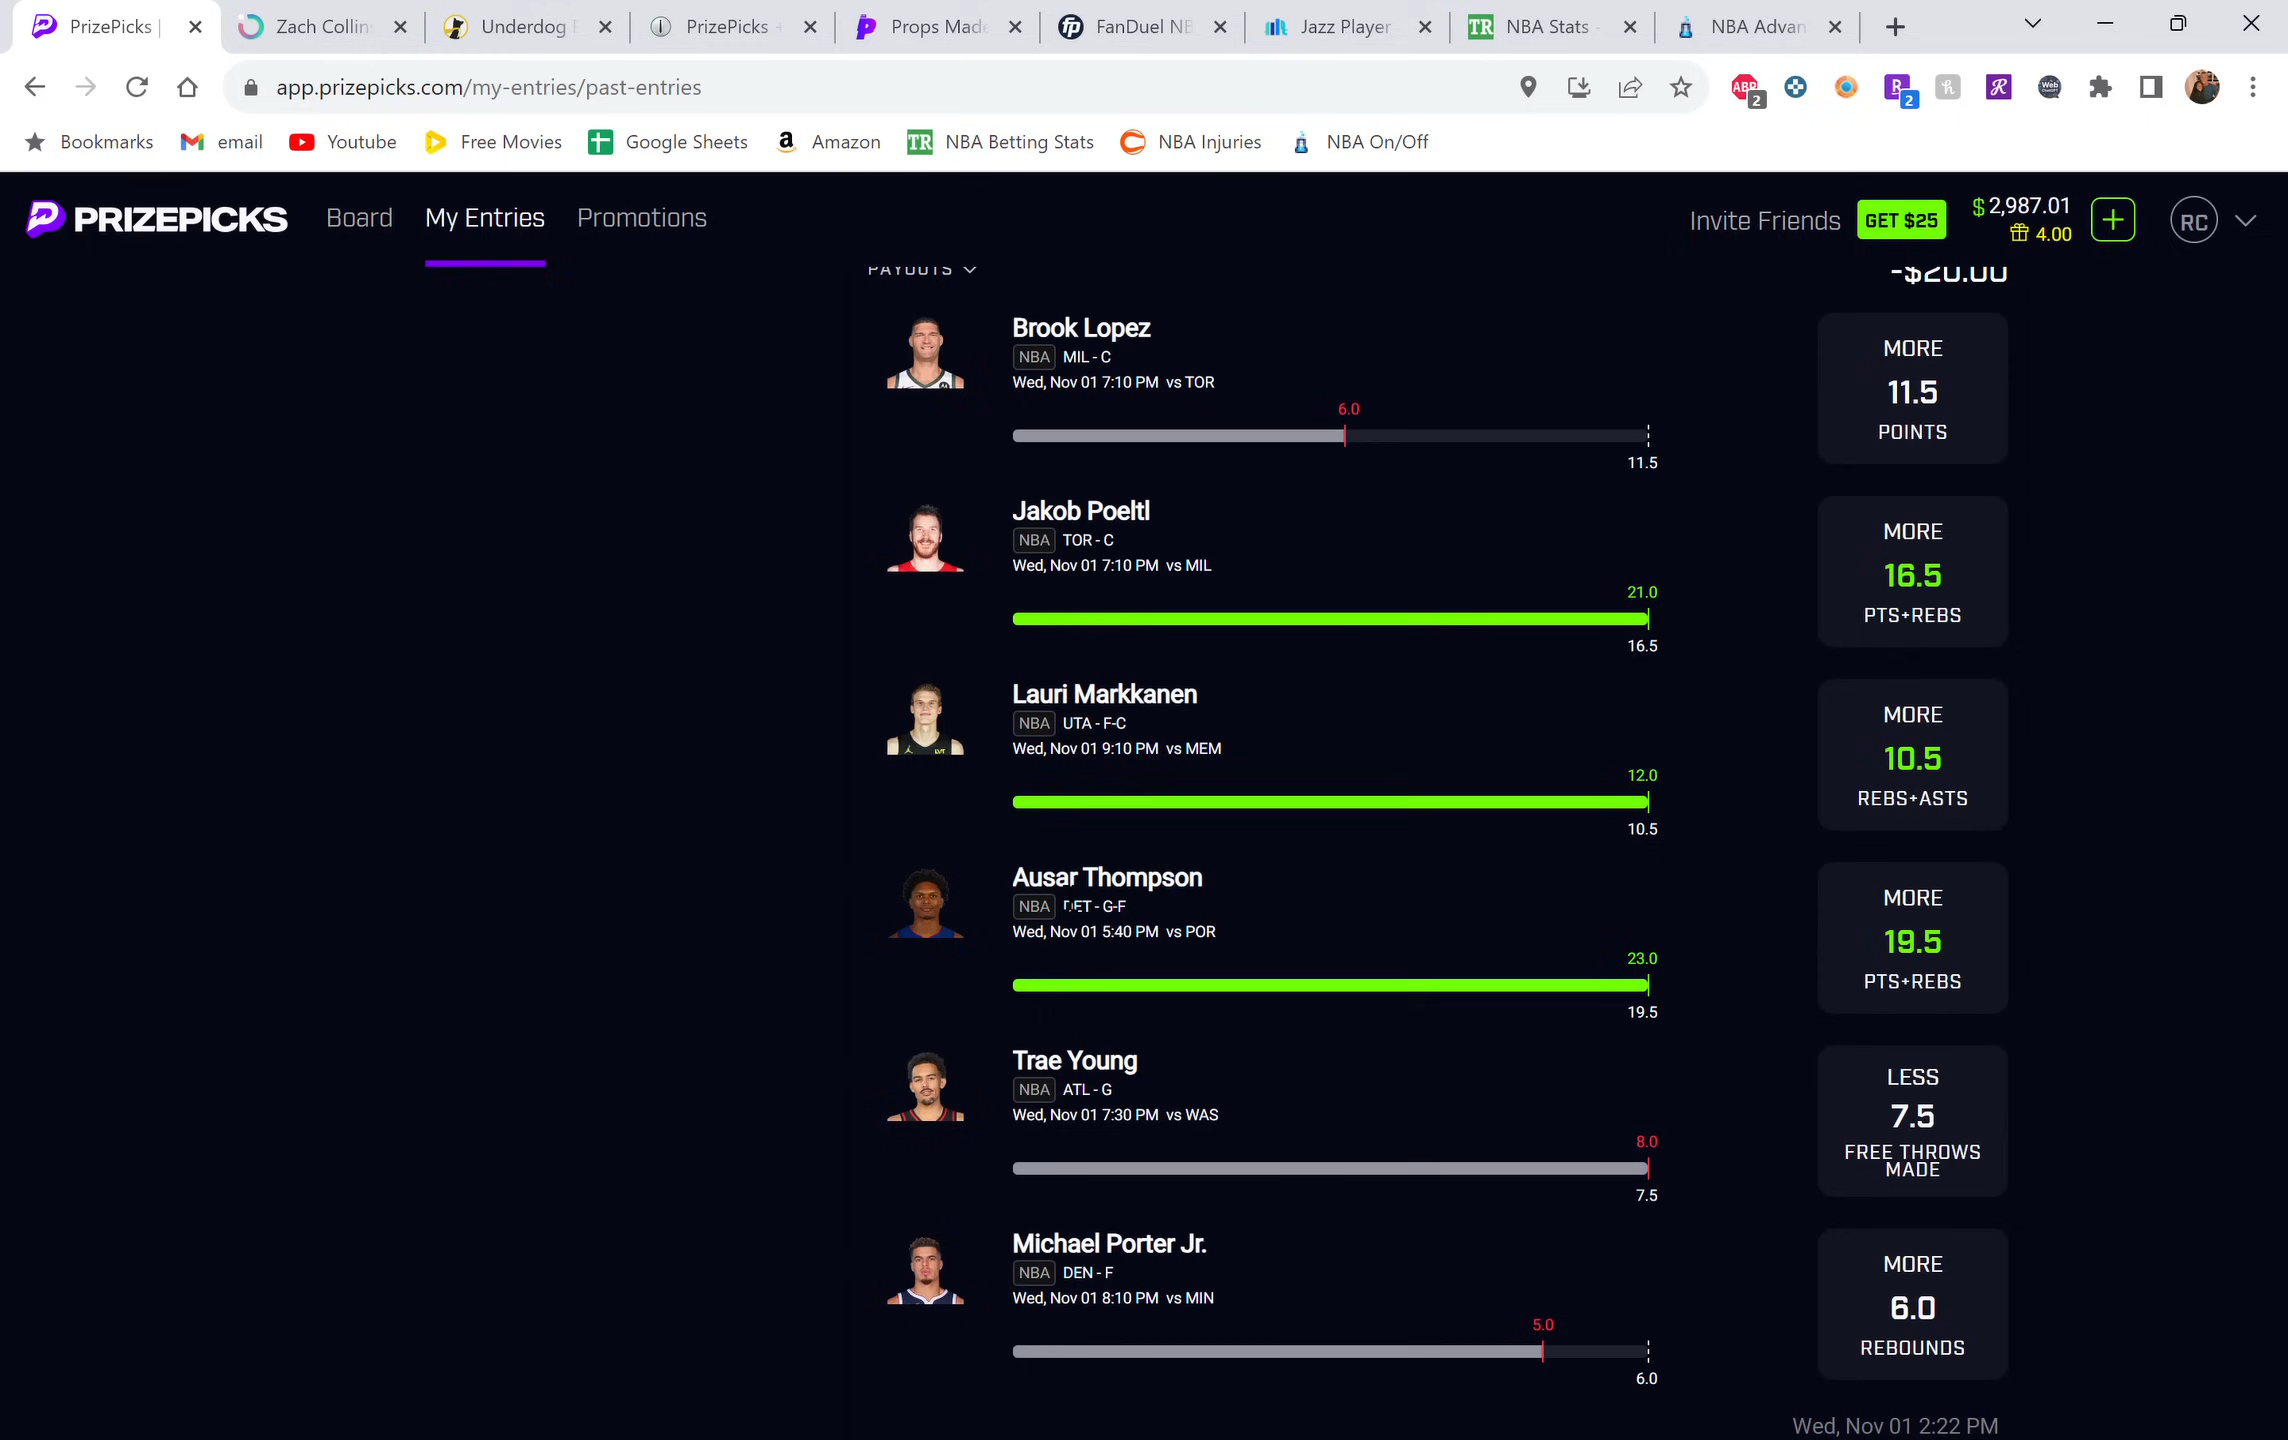 PrizePicks |
Zach Collin
Underdog F
PrizePicks +
Props Made
FanDuel NB
Jazz Player
NBA Stats -
NBA Advan
app.prizepicks.com/my-entries/past-entries
Bookmarks
email
Youtube
Free Movies
Google Sheets
Amazon
NBA Betting Stats
NBA Injuries
NBA On/Off
PRIZEPICKS
Board
My Entries
Promotions
Invite Friends
GET $25
$ 2,987.01
4.00
RC
PAYOUTS
-$20.00
Brook Lopez
NBA MIL - C
Wed, Nov 01 7:10 PM vs TOR
6.0
11.5
MORE
11.5
POINTS
Jakob Poeltl
NBA TOR - C
Wed, Nov 01 7:10 PM vs MIL
21.0
16.5
MORE
16.5
PTS+REBS
Lauri Markkanen
NBA UTA - F-C
Wed, Nov 01 9:10 PM vs MEM
12.0
10.5
MORE
10.5
REBS+ASTS
Ausar Thompson
NBA DET - G-F
Wed, Nov 01 5:40 PM vs POR
23.0
19.5
MORE
19.5
PTS+REBS
Trae Young
NBA ATL - G
Wed, Nov 01 7:30 PM vs WAS
8.0
7.5
LESS
7.5
FREE THROWS
MADE
Michael Porter Jr.
NBA DEN - F
Wed, Nov 01 8:10 PM vs MIN
5.0
6.0
MORE
6.0
REBOUNDS
Wed, Nov 01 2:22 PM